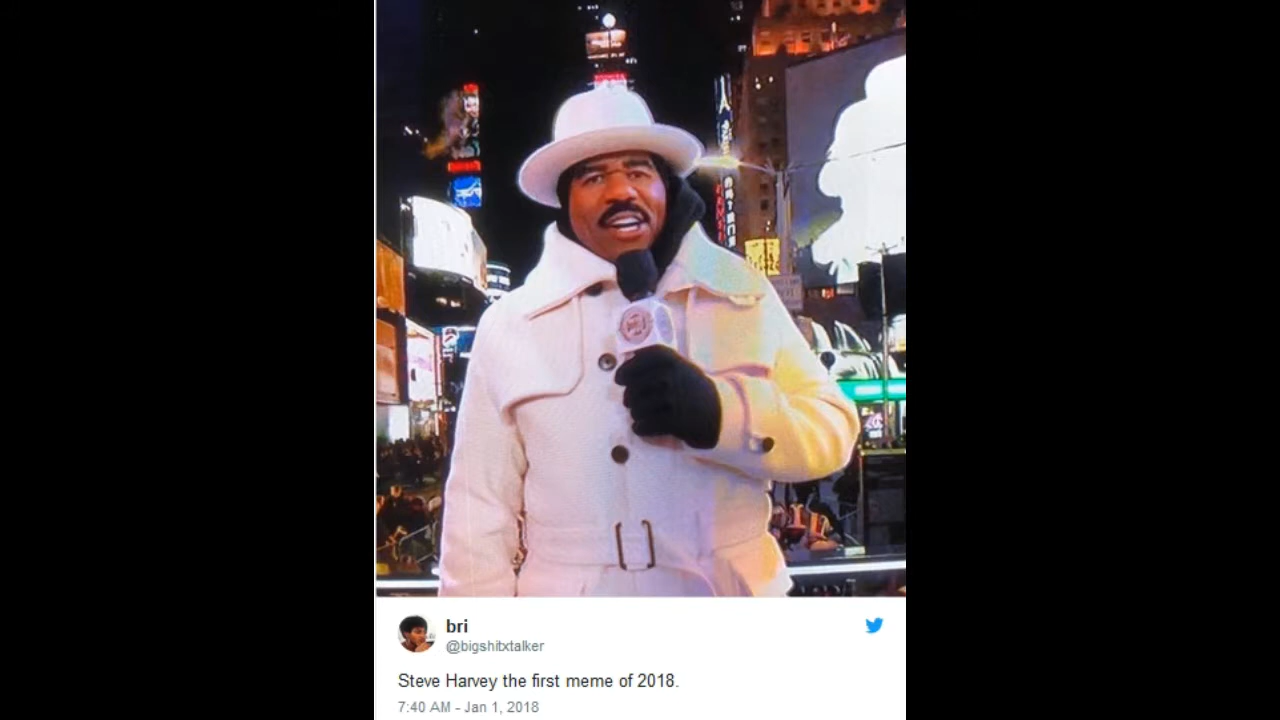 bri
@bigshitxtalker
Steve Harvey the first meme of 2018.
7:40 AM - Jan 1, 2018